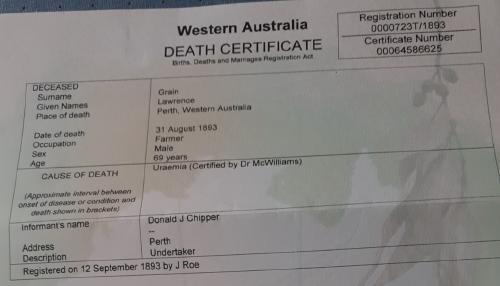 Western Australia
DEATH CERTIFICATE
Births, Deaths and Marriages Registration Act
Registration Number
0000723T/1893
Certificate Number
00064586625
DECEASED
Surname Grain
Given Names Lawrence
Place of death Perth, Western Australia
Date of death 31 August 1893
Occupation Farmer
Sex Male
Age 69 years
CAUSE OF DEATH Uraemia (Certified by Dr McWilliams)
(Approximate interval between
onset of disease or condition and
death shown in brackets)
Informant's name Donald J Chipper
--
Address Perth
Description Undertaker
Registered on 12 September 1893 by J Roe